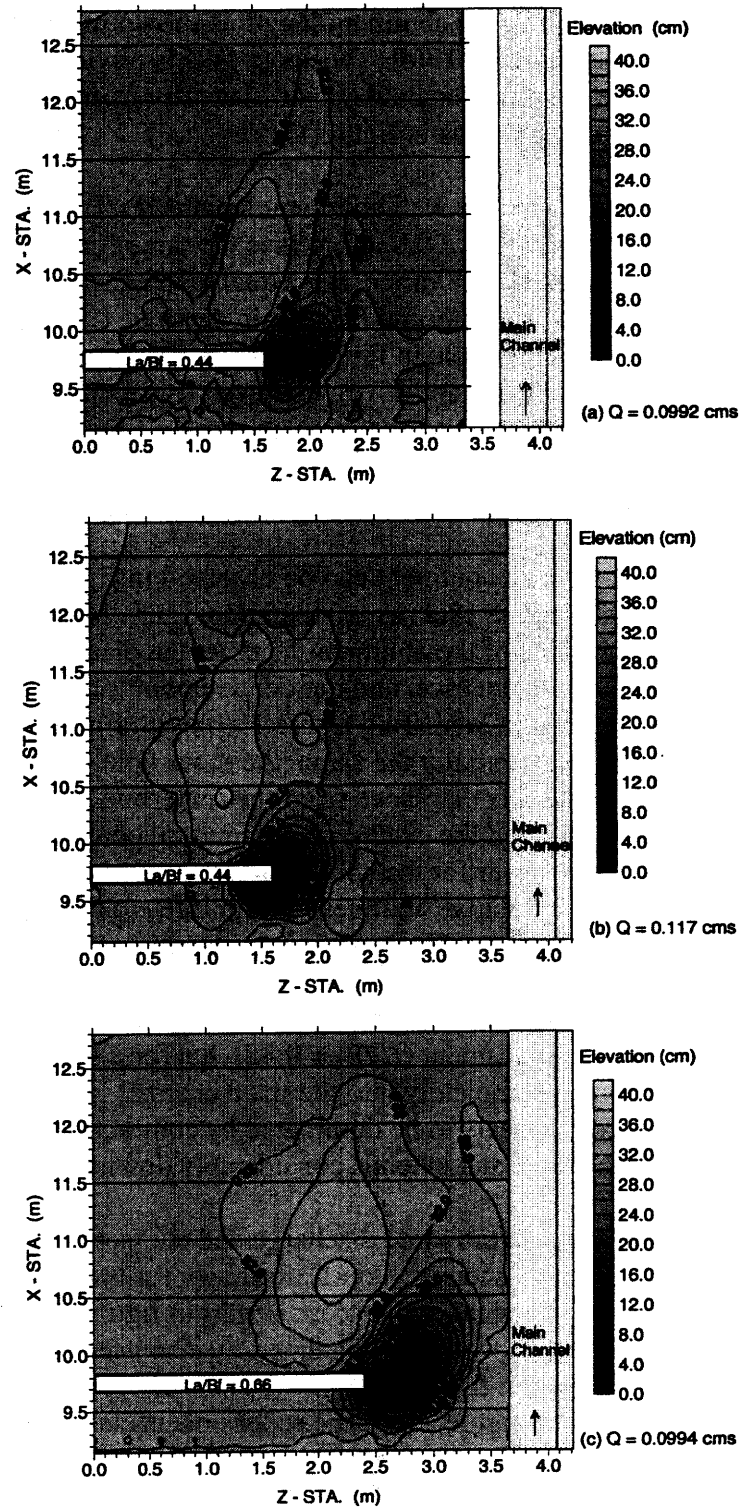 Elevation (cm)
12.5
12.0
11.5
11.0
10.5
10.0
9.5
X - STA. (m)
40.0
36.0
32.0
28.0
24.0
20.0
16.0
12.0
8.0
4.0
0.0
La/Bf = 0.44
Main
Channel
(a) Q = 0.0992 cms
0.0 0.5 1.0 1.5 2.0 2.5 3.0 3.5 4.0
Z - STA. (m)
Elevation (cm)
12.5
12.0
11.5
11.0
10.5
10.0
9.5
X - STA. (m)
40.0
36.0
32.0
28.0
24.0
20.0
16.0
12.0
8.0
4.0
0.0
La/Bf = 0.44
Main
Channel
(b) Q = 0.117 cms
0.0 0.5 1.0 1.5 2.0 2.5 3.0 3.5 4.0
Z - STA. (m)
Elevation (cm)
12.5
12.0
11.5
11.0
10.5
10.0
9.5
X - STA. (m)
40.0
36.0
32.0
28.0
24.0
20.0
16.0
12.0
8.0
4.0
0.0
La/Bf = 0.66
Main
Channel
(c) Q = 0.0994 cms
0.0 0.5 1.0 1.5 2.0 2.5 3.0 3.5 4.0
Z - STA. (m)